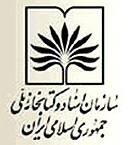 سازمان اسناد و کتابخانه ملی
جمهوری اسلامی ایران